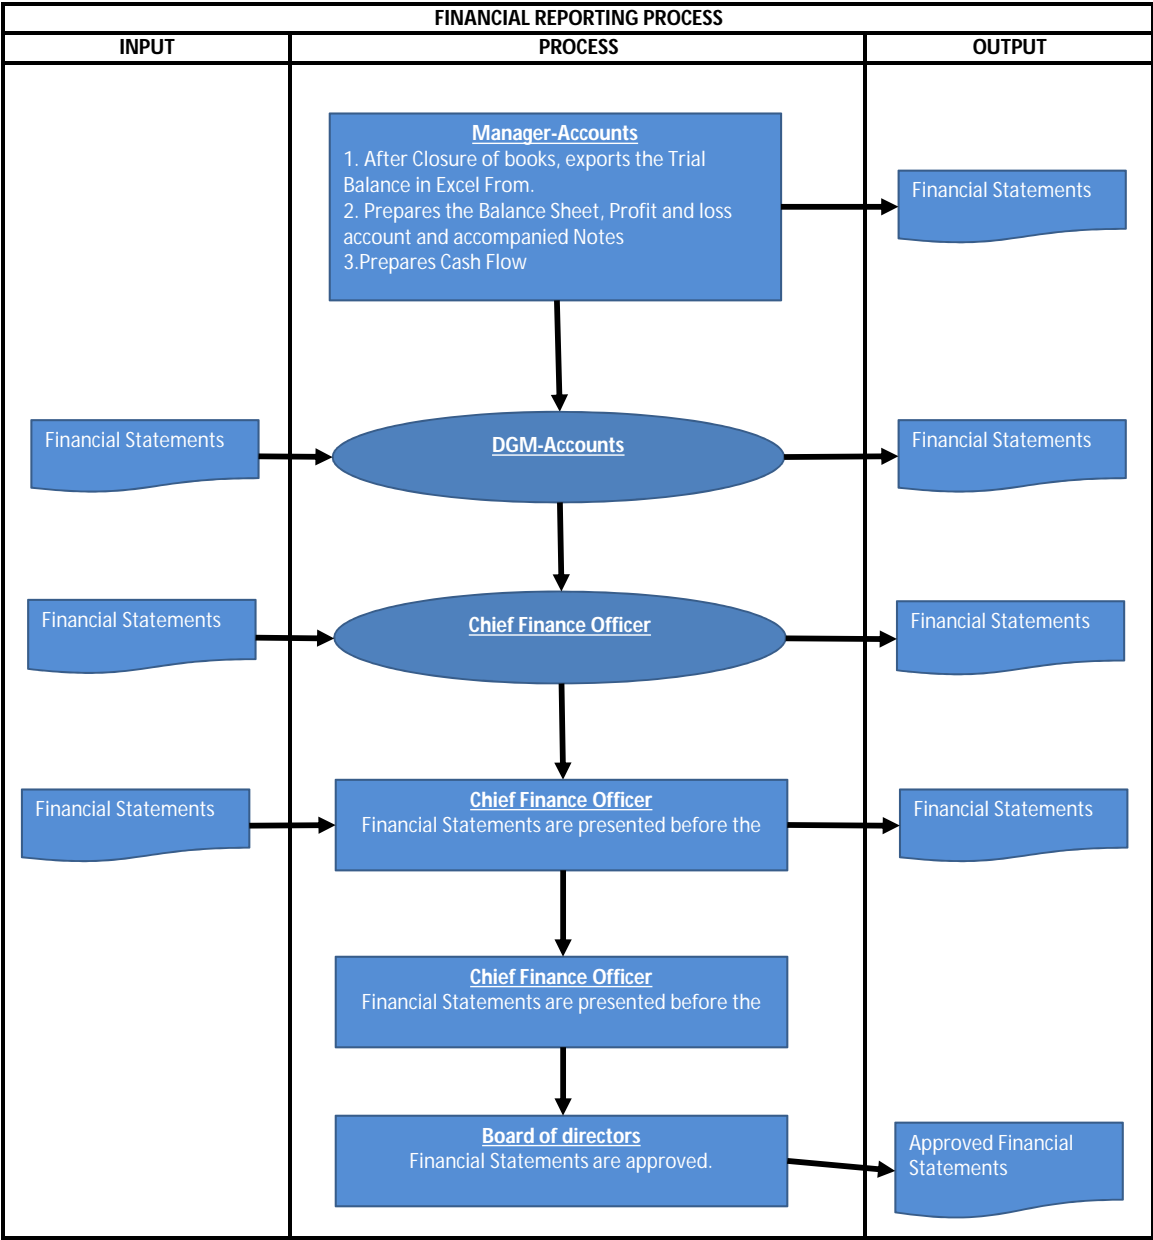 FINANCIAL REPORTING PROCESS
INPUT
PROCESS
OUTPUT
Manager-Accounts
1. After Closure of books, exports the Trial
Balance in Excel From.
2. Prepares the Balance Sheet, Profit and loss
account and accompanied Notes
3.Prepares Cash Flow
Financial Statements
Financial Statements
DGM-Accounts
Financial Statements
Financial Statements
Chief Finance Officer
Financial Statements
Financial Statements
Chief Finance Officer
Financial Statements are presented before the
Financial Statements
Chief Finance Officer
Financial Statements are presented before the
Board of directors
Financial Statements are approved.
Approved Financial
Statements